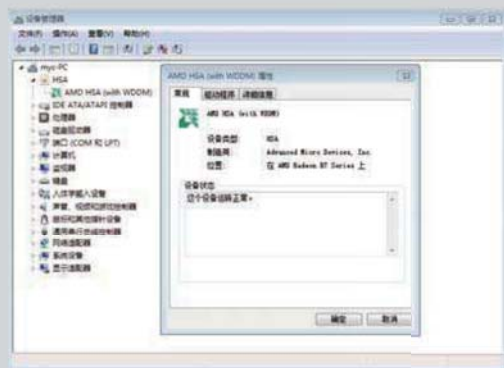 设备管理器
文件(F) 操作(A) 查看(V) 帮助(H)
myc-PC
HSA
AMD HSA (with WDDM)
IDE ATA/ATAPI 控制器
处理器
磁盘驱动器
端口 (COM 和 LPT)
计算机
监视器
键盘
人体学输入设备
声音、视频和游戏控制器
鼠标和其他指针设备
通用串行总线控制器
网络适配器
系统设备
显示适配器
AMD HSA (with WDDM) 属性
常规 驱动程序 详细信息
AMD HSA (with WDDM)
设备类型: HSA
制造商: Advanced Micro Devices, Inc.
位置: 在 AMD Radeon R7 Series 上
设备状态
这个设备运转正常。
确定 取消